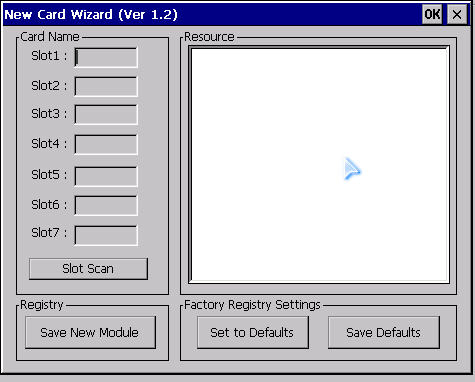 New Card Wizard (Ver 1.2) OK ×
Card Name
Slot1 :
Slot2 :
Slot3 :
Slot4 :
Slot5 :
Slot6 :
Slot7 :
Slot Scan
Resource
Registry
Save New Module
Factory Registry Settings
Set to Defaults
Save Defaults